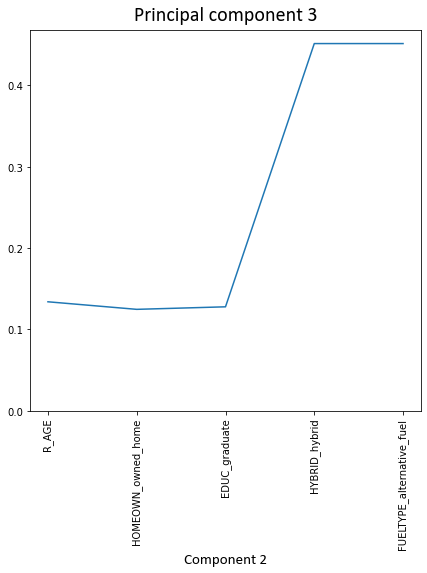 Principal component 3
0.4
0.3
0.2
0.1
0.0
R_AGE
HOMEOWN_owned_home
EDUC_graduate
HYBRID_hybrid
FUELTYPE_alternative_fuel
Component 2